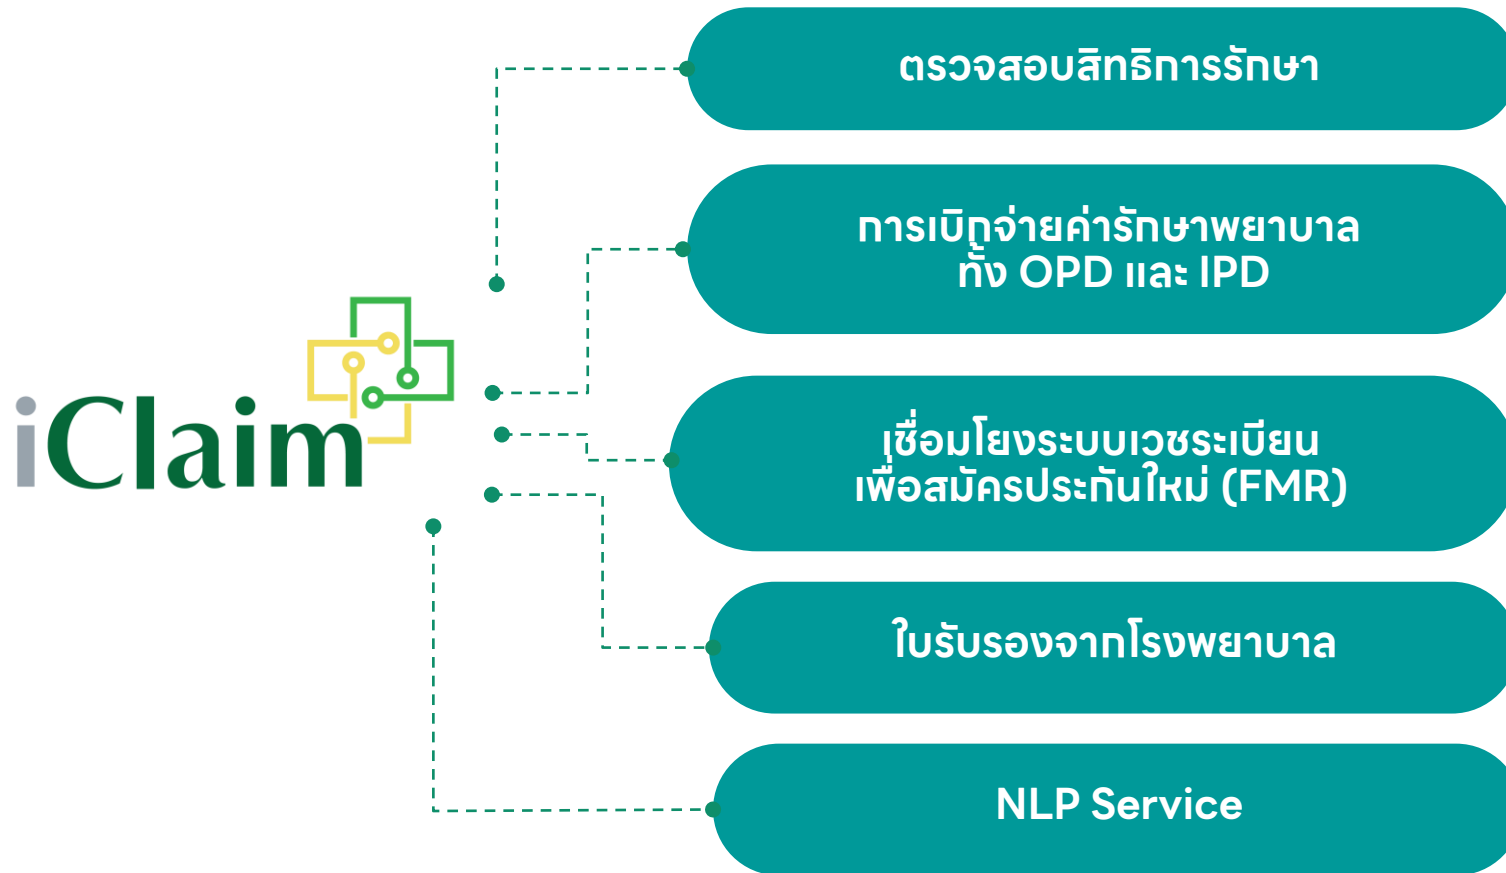 iClaim
ตรวจสอบสิทธิการรักษา
การเบิกจ่ายค่ารักษาพยาบาล
ทั้ง OPD และ IPD
เชื่อมโยงระบบเวชระเบียน
เพื่อสมัครประกันใหม่ (FMR)
ใบรับรองจากโรงพยาบาล
NLP Service